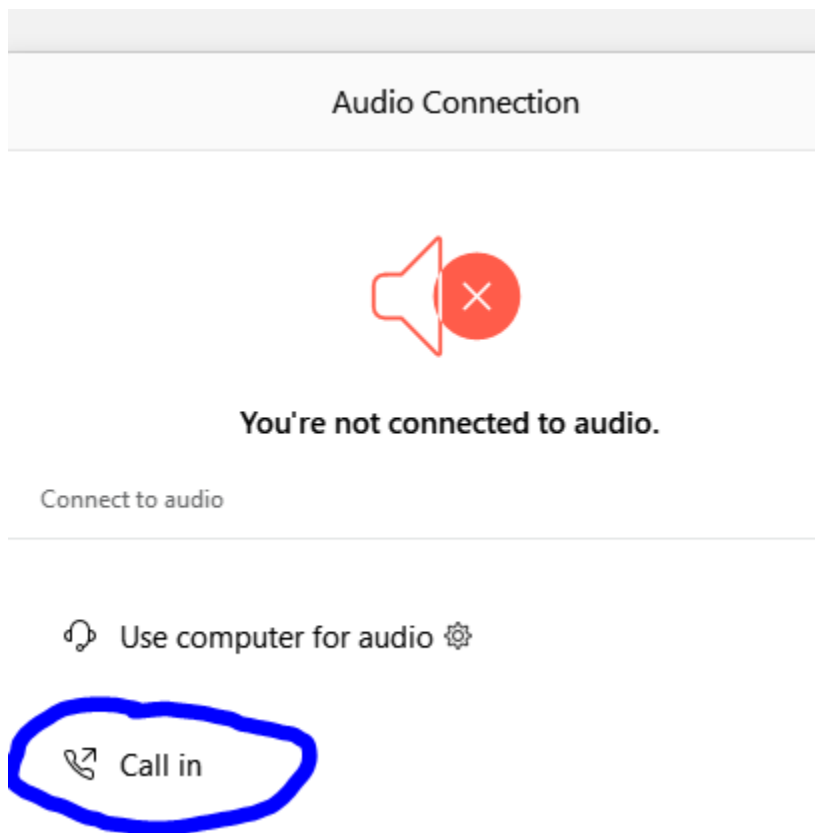 Audio Connection
You're not connected to audio.
Connect to audio
Use computer for audio
Call in